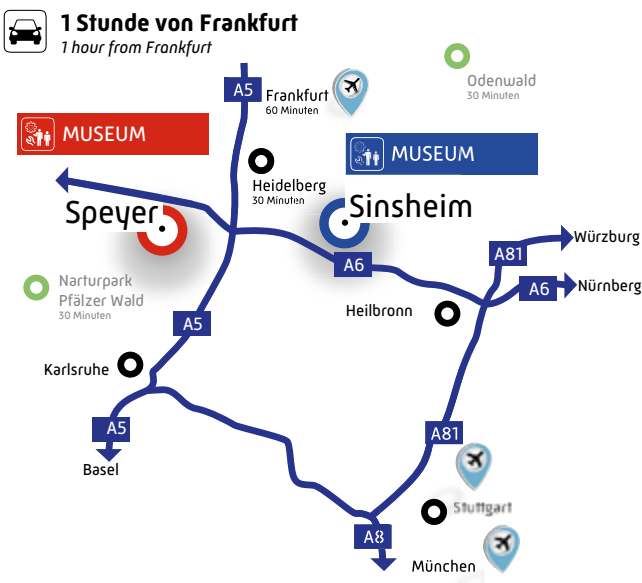 1 Stunde von Frankfurt
1 hour from Frankfurt
A5
Frankfurt
60 Minuten
Odenwald
30 Minuten
MUSEUM
MUSEUM
Heidelberg
30 Minuten
Speyer
Sinsheim
A81
Würzburg
A6
A6
Nürnberg
Narturpark
Pfälzer Wald
30 Minuten
Heilbronn
A5
Karlsruhe
A5
A81
Basel
Stuttgart
A8
München